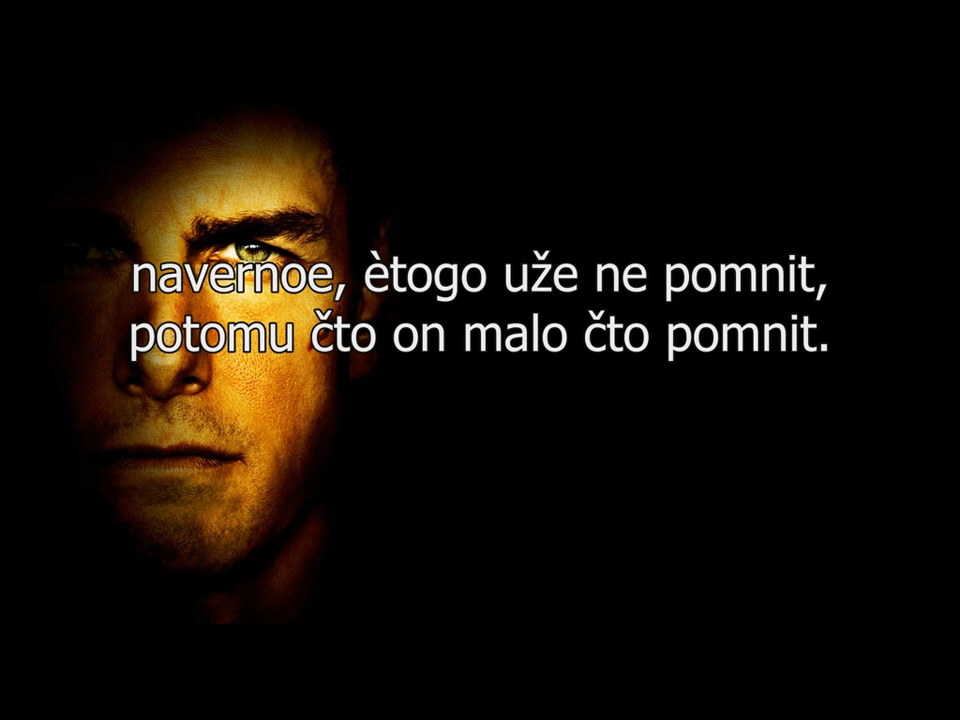 navernoe, ètogo uže ne pomnit,
potomu čto on malo čto pomnit.